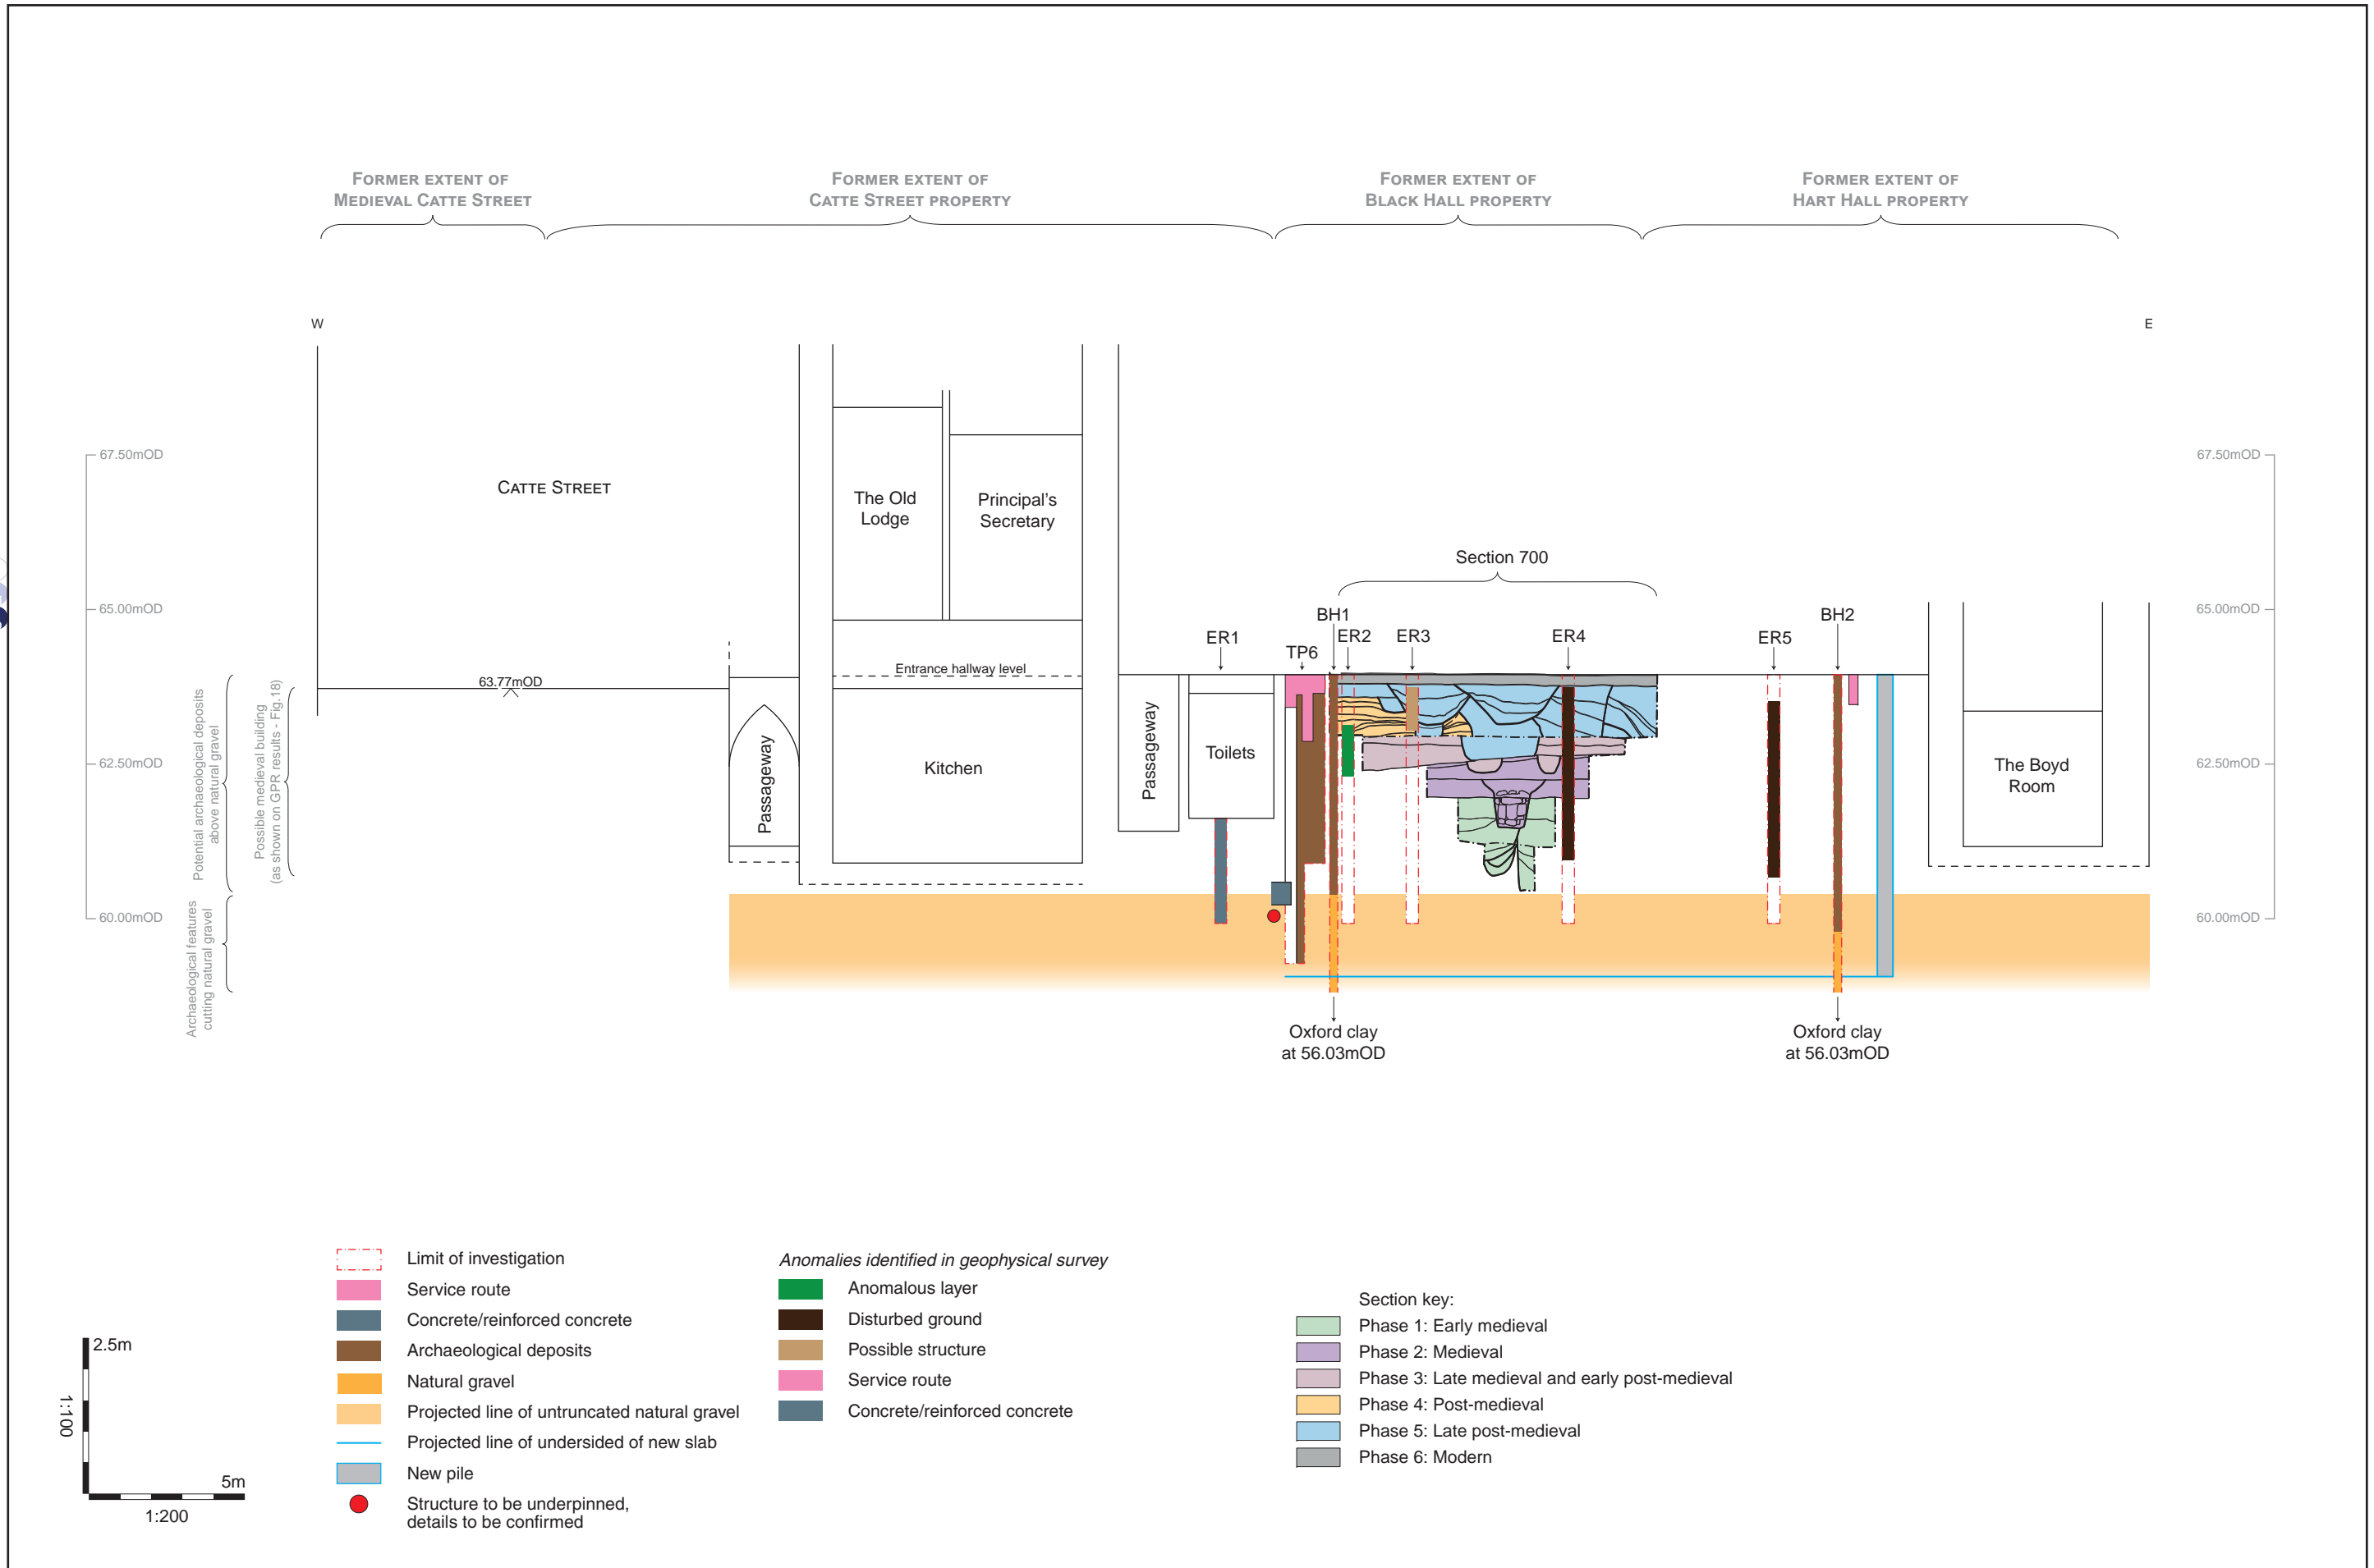 FORMER EXTENT OF
MEDIEVAL CATTE STREET
FORMER EXTENT OF
CATTE STREET PROPERTY
FORMER EXTENT OF
BLACK HALL PROPERTY
FORMER EXTENT OF
HART HALL PROPERTY
W
E
67.50mOD
65.00mOD
62.50mOD
60.00mOD
Potential archaeological deposits
above natural gravel
Possible medieval building
(as shown on GPR results - Fig.18)
Archaeological features
cutting natural gravel
CATTE STREET
63.77mOD
Passageway
The Old
Lodge
Principal's
Secretary
Entrance hallway level
Kitchen
Passageway
Toilets
ER1
TP6
BH1
ER2
ER3
Section 700
ER4
ER5
BH2
The Boyd
Room
67.50mOD
65.00mOD
62.50mOD
60.00mOD
Oxford clay
at 56.03mOD
Oxford clay
at 56.03mOD
2.5m
1:100
5m
1:200
Limit of investigation
Service route
Concrete/reinforced concrete
Archaeological deposits
Natural gravel
Projected line of untruncated natural gravel
Projected line of undersided of new slab
New pile
Structure to be underpinned,
details to be confirmed
Anomalies identified in geophysical survey
Anomalous layer
Disturbed ground
Possible structure
Service route
Concrete/reinforced concrete
Section key:
Phase 1: Early medieval
Phase 2: Medieval
Phase 3: Late medieval and early post-medieval
Phase 4: Post-medieval
Phase 5: Late post-medieval
Phase 6: Modern